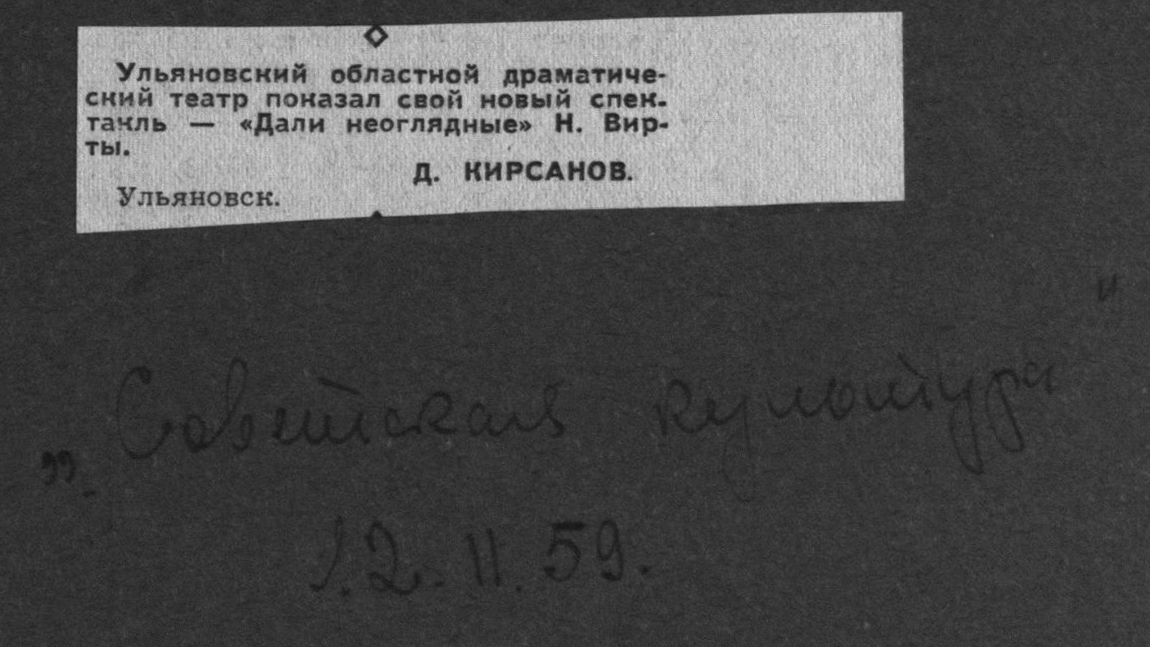 Ульяновский областной драматиче-
ский театр показал свой новый спек-
такль — «Дали неоглядные» Н. Вир-
ты.
Д. КИРСАНОВ.
Ульяновск.
„Советская культура"
12. II. 59.